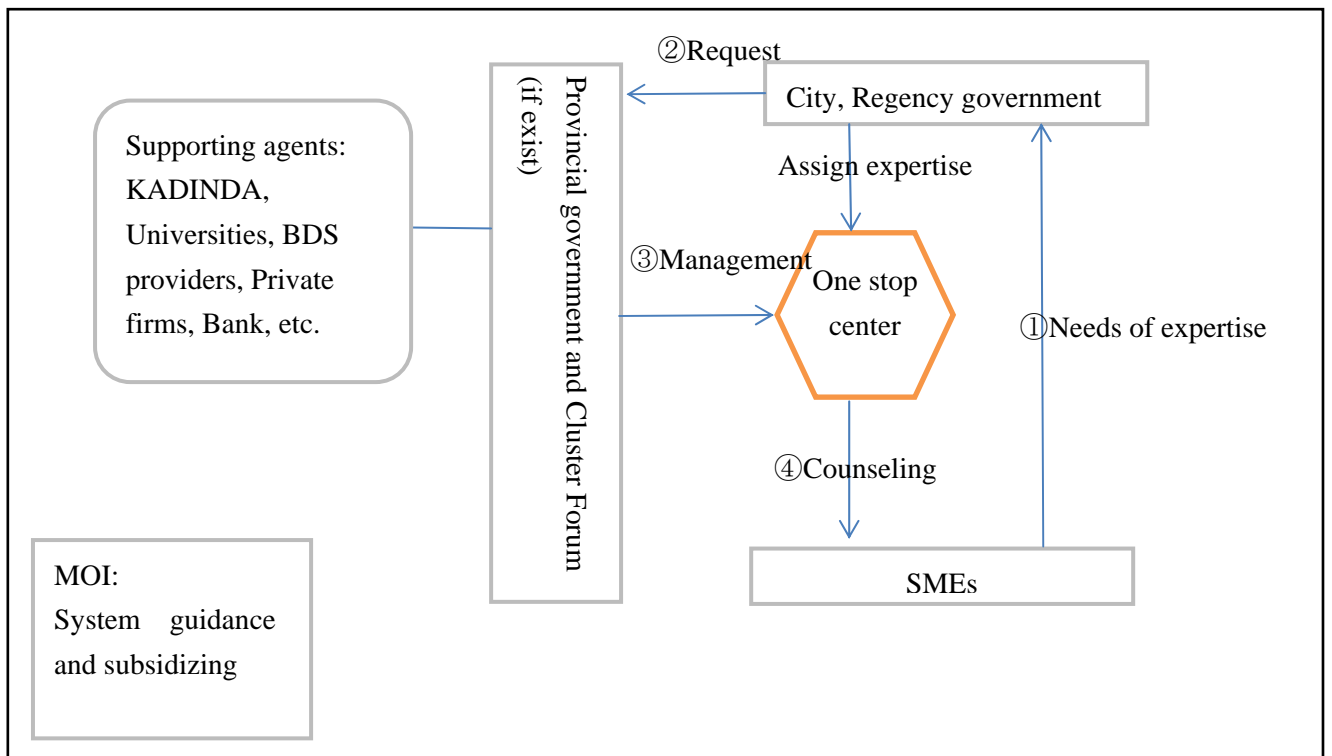 ②Request
City, Regency government
Supporting agents:
KADINDA,
Universities, BDS
providers, Private
firms, Bank, etc.
Provincial government and Cluster Forum
(if exist)
Assign expertise
③Management
One stop
center
①Needs of expertise
④Counseling
SMEs
MOI:
System guidance
and subsidizing